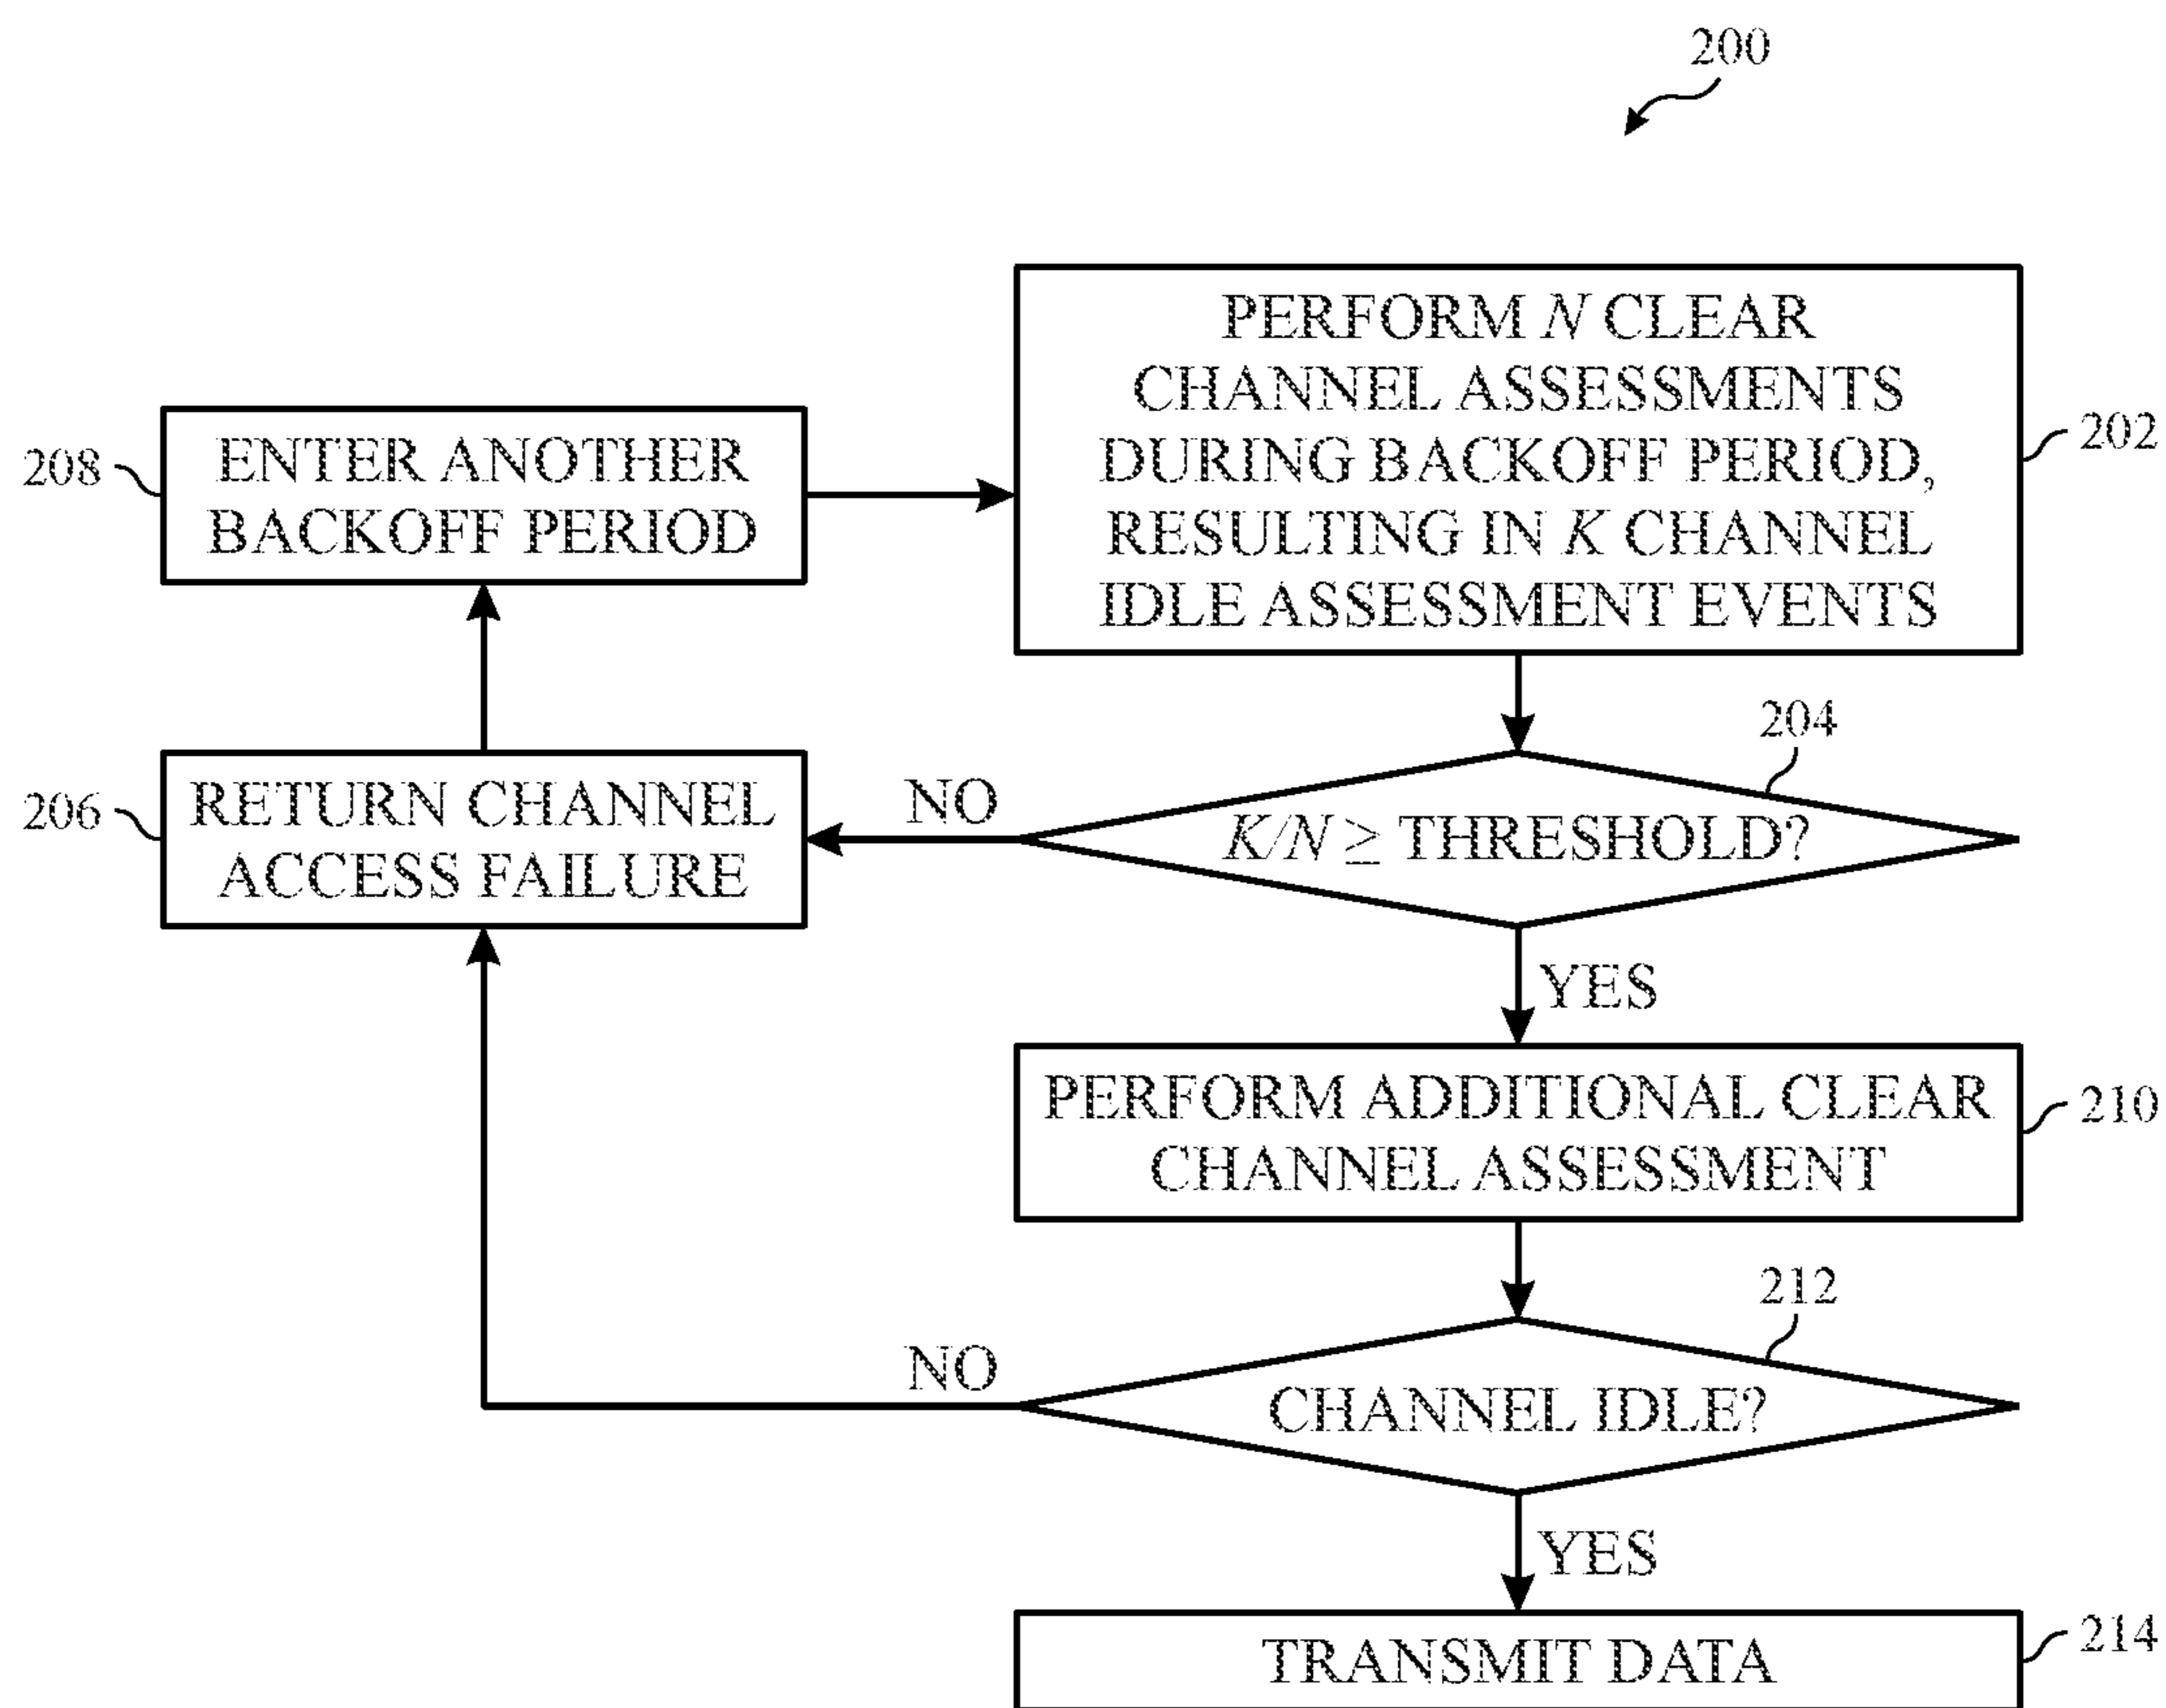 200
PERFORM N CLEAR
CHANNEL ASSESSMENTS
DURING BACKOFF PERIOD,
RESULTING IN K CHANNEL
IDLE ASSESSMENT EVENTS
202
208
ENTER ANOTHER
BACKOFF PERIOD
204
K/N ≥ THRESHOLD?
NO
206
RETURN CHANNEL
ACCESS FAILURE
YES
PERFORM ADDITIONAL CLEAR
CHANNEL ASSESSMENT
210
212
CHANNEL IDLE?
NO
YES
TRANSMIT DATA
214